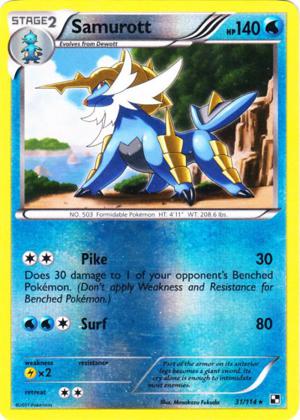 STAGE2 Samurott HP140
Evolves from Dewott
NO. 503 Formidable Pokémon HT: 4'11" WT: 208.6 lbs.
Pike 30
Does 30 damage to 1 of your opponent's Benched
Pokémon. (Don't apply Weakness and Resistance for
Benched Pokémon.)
Surf 80
weakness resistance
×2
retreat
Part of the armor on its anterior
legs becomes a giant sword. Its
cry alone is enough to intimidate
most enemies.
Illus. Masakazu Fukuda 31/114 ★
©2011 Pokémon